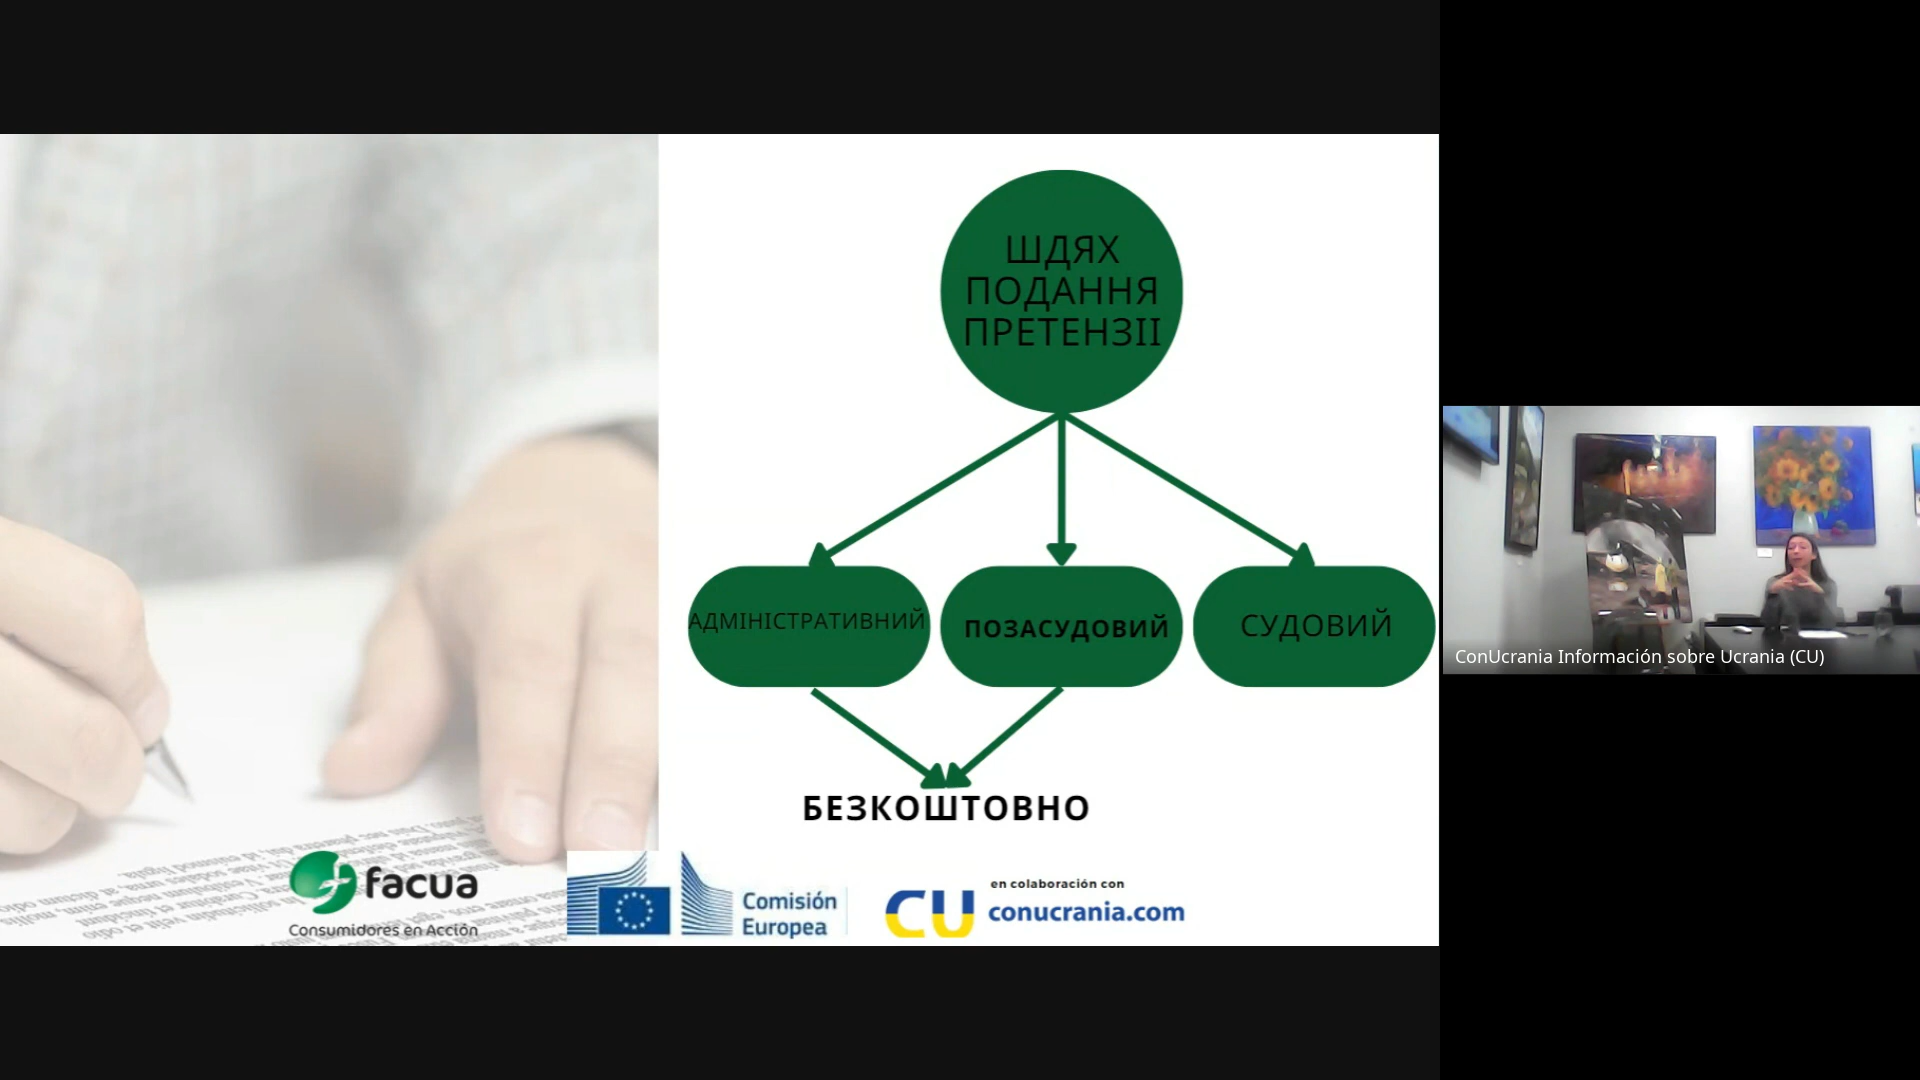 ШДЯХ
ПОДАННЯ
ПРЕТЕНЗІІ
АДМІНІСТРАТИВНИЙ
ПОЗАСУДОВИЙ
СУДОВИЙ
БЕЗКОШТОВНО
facua
Consumidores en Acción
Comisión
Europea
CU
en colaboración con
conucrania.com
ConUcrania Información sobre Ucrania (CU)